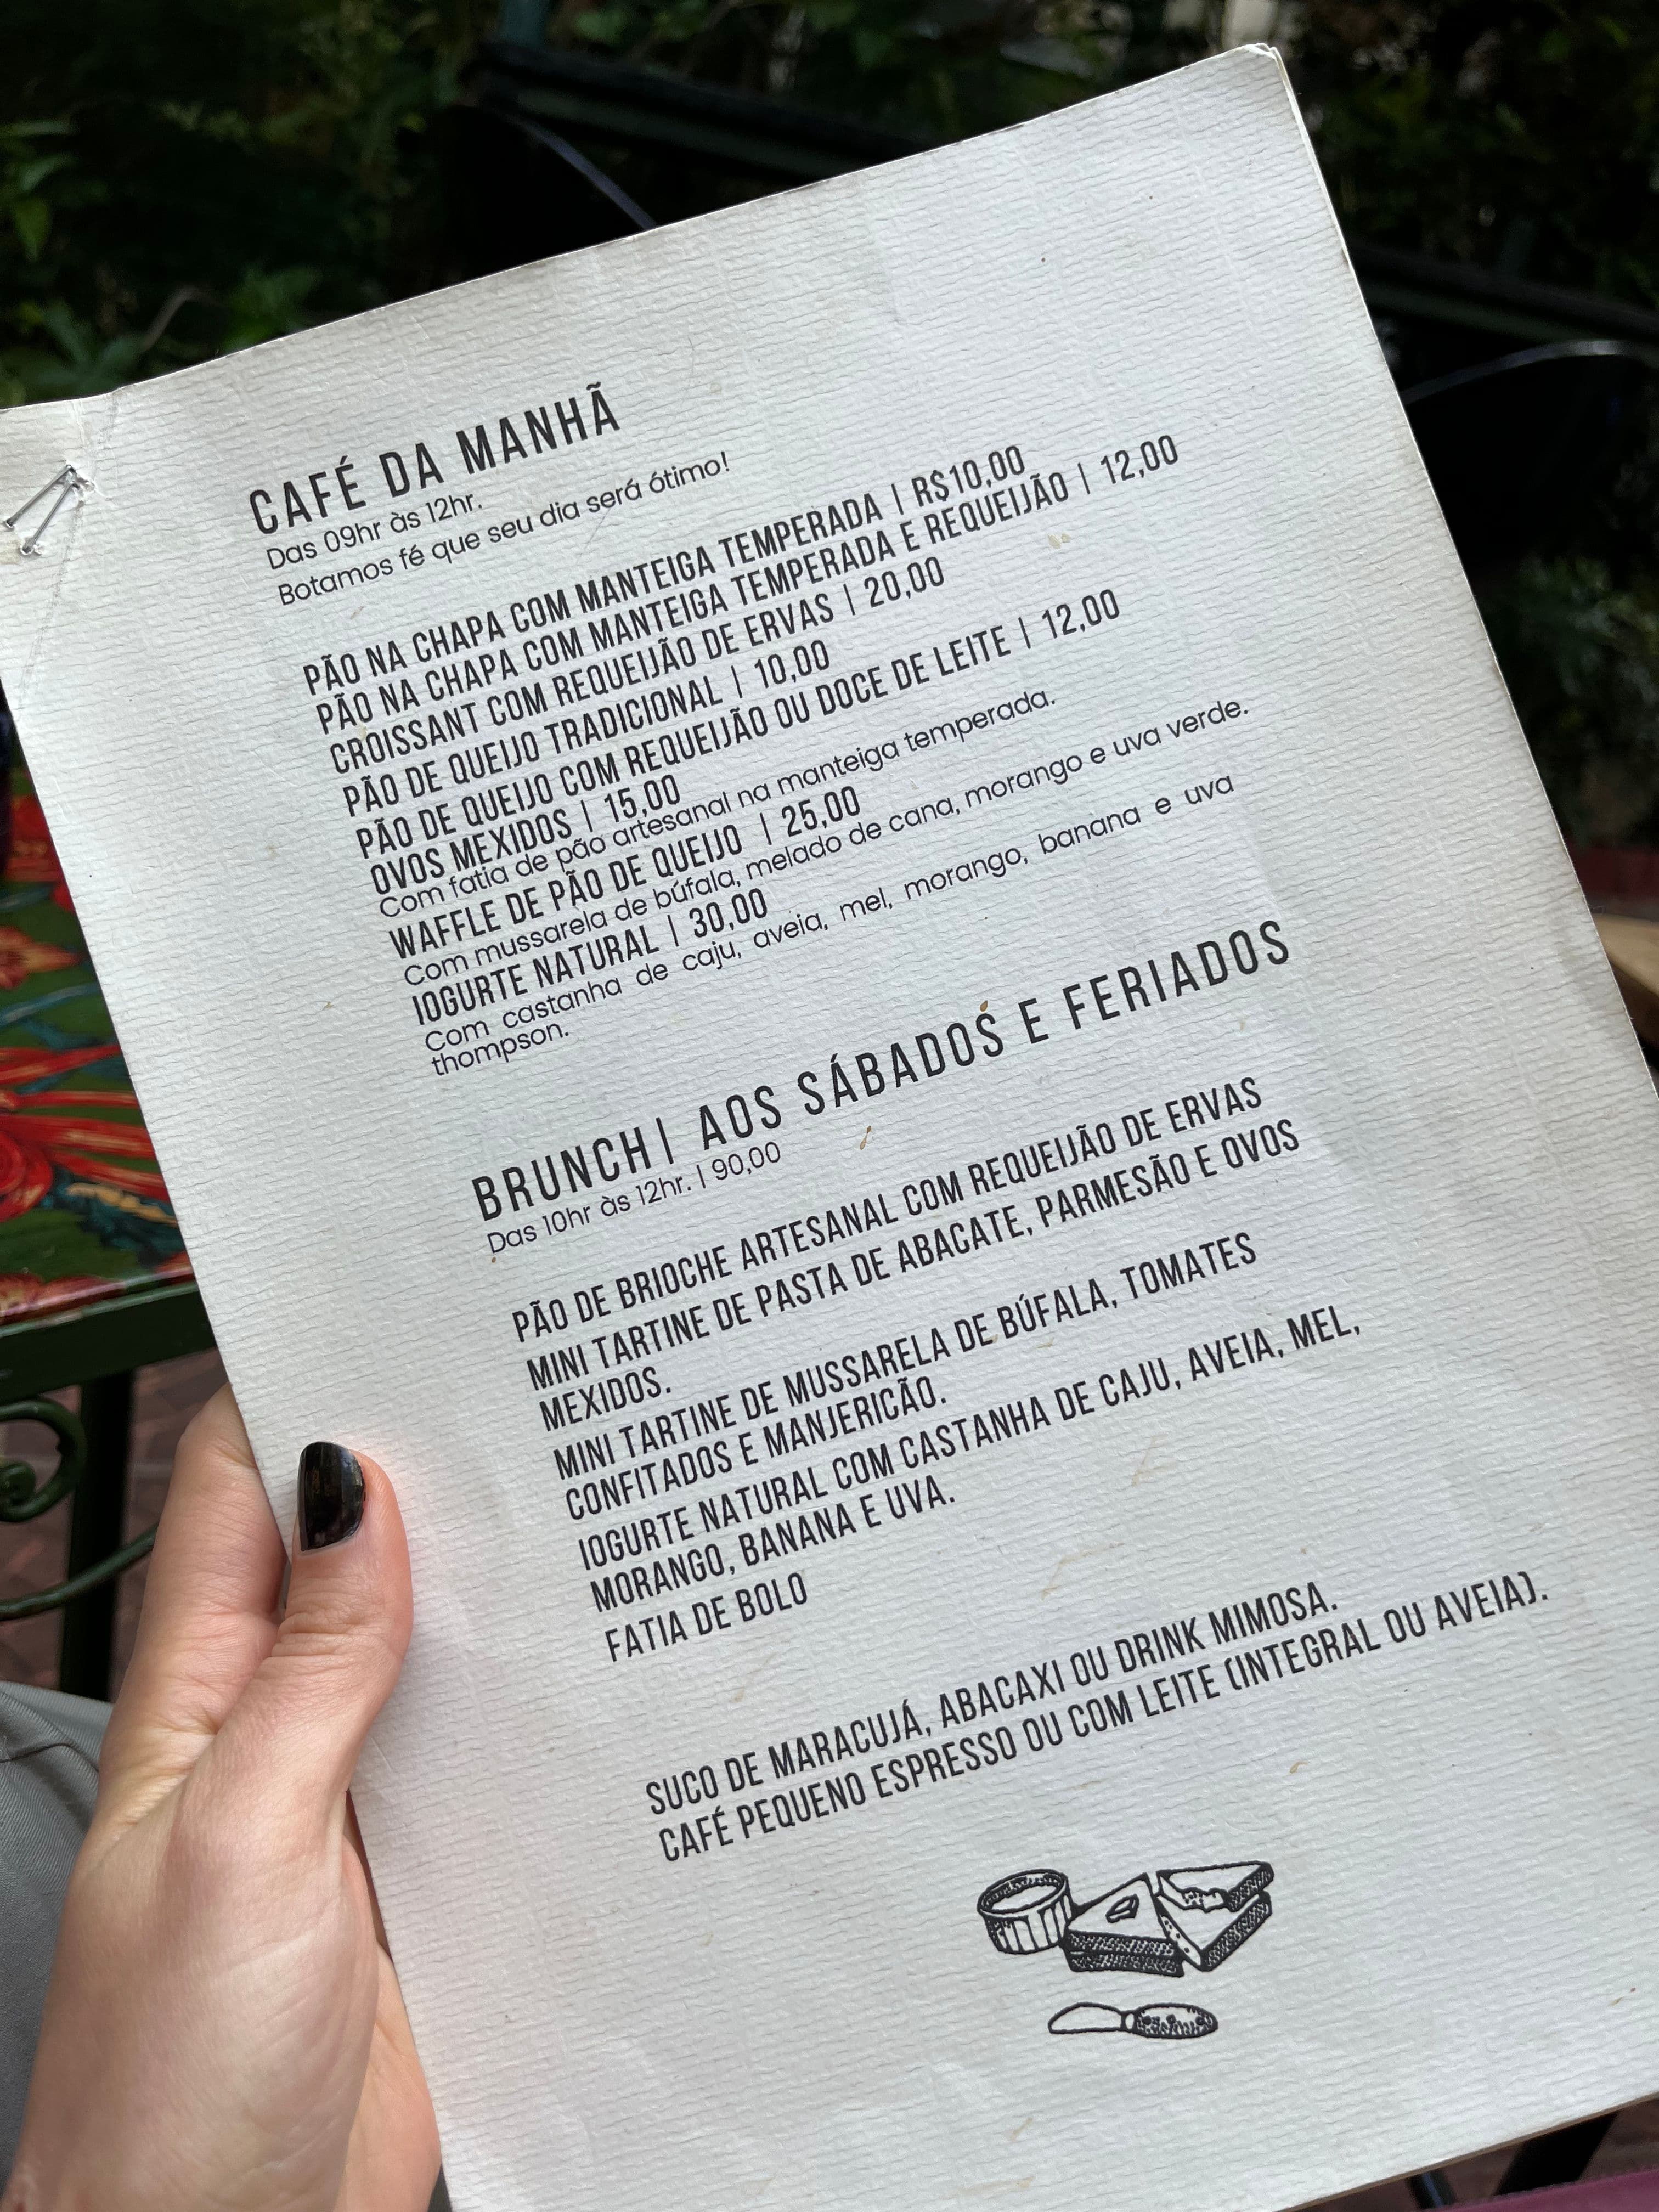 CAFÉ DA MANHÃ
Das 09hr às 12hr.
Botamos fé que seu dia será ótimo!
PÃO NA CHAPA COM MANTEIGA TEMPERADA | R$10,00
PÃO NA CHAPA COM MANTEIGA TEMPERADA E REQUEIJÃO | 12,00
CROISSANT COM REQUEIJÃO DE ERVAS | 20,00
PÃO DE QUEIJO TRADICIONAL | 10,00
PÃO DE QUEIJO COM REQUEIJÃO OU DOCE DE LEITE | 12,00
OVOS MEXIDOS | 15,00
Com fatia de pão artesanal na manteiga temperada.
WAFFLE DE PÃO DE QUEIJO | 25,00
Com mussarela de búfala, melado de cana, morango e uva verde.
IOGURTE NATURAL | 30,00
Com castanha de caju, aveia, mel, morango, banana e uva
thompson.
BRUNCH| AOS SÁBADOS E FERIADOS
Das 10hr às 12hr. | 90,00
PÃO DE BRIOCHE ARTESANAL COM REQUEIJÃO DE ERVAS
MINI TARTINE DE PASTA DE ABACATE, PARMESÃO E OVOS
MEXIDOS.
MINI TARTINE DE MUSSARELA DE BÚFALA, TOMATES
CONFITADOS E MANJERICÃO.
IOGURTE NATURAL COM CASTANHA DE CAJU, AVEIA, MEL,
MORANGO, BANANA E UVA.
FATIA DE BOLO
SUCO DE MARACUJÁ, ABACAXI OU DRINK MIMOSA.
CAFÉ PEQUENO ESPRESSO OU COM LEITE (INTEGRAL OU AVEIA).